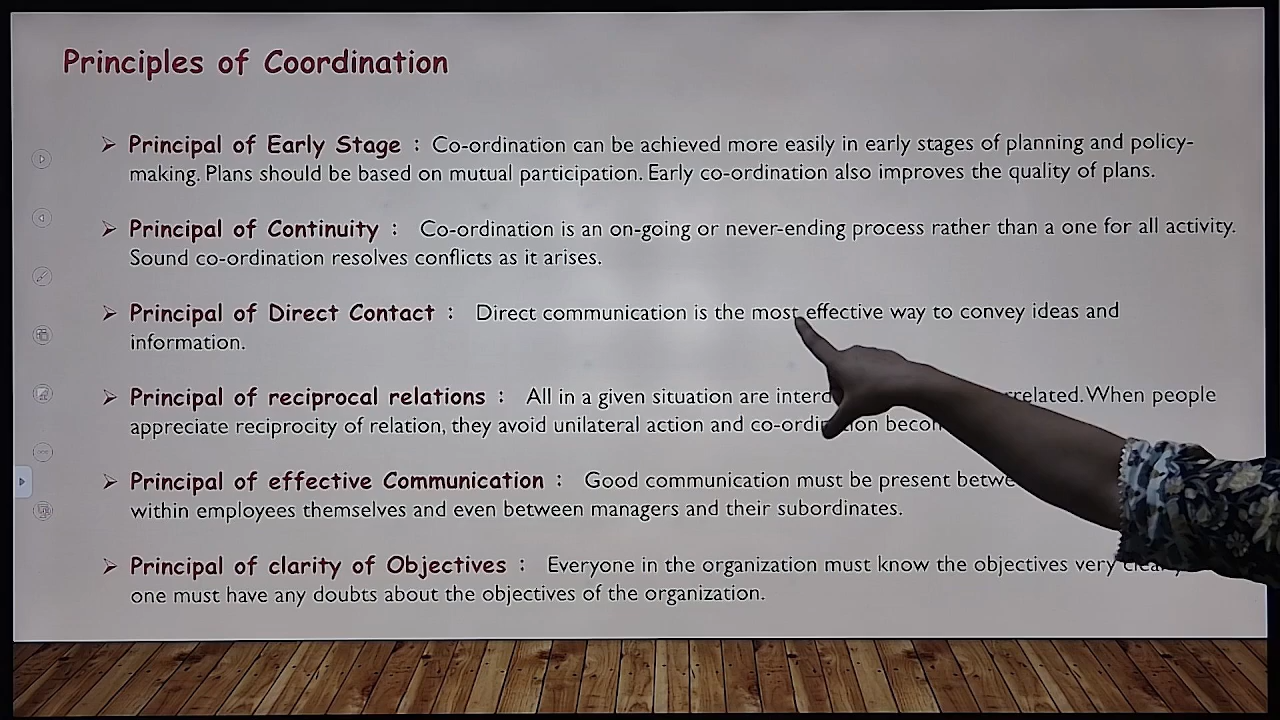 Principles of Coordination
➢ Principal of Early Stage : Co-ordination can be achieved more easily in early stages of planning and policy-
making. Plans should be based on mutual participation. Early co-ordination also improves the quality of plans.
➢ Principal of Continuity : Co-ordination is an on-going or never-ending process rather than a one for all activity.
Sound co-ordination resolves conflicts as it arises.
➢ Principal of Direct Contact : Direct communication is the most effective way to convey ideas and
information.
➢ Principal of reciprocal relations : All in a given situation are When people
appreciate reciprocity of relation, they avoid unilateral action and
➢ Principal of effective Communication : Good communication must be present
within employees themselves and even between managers and their subordinates.
➢ Principal of clarity of Objectives : Everyone in the organization must know the objectives very
one must have any doubts about the objectives of the organization.